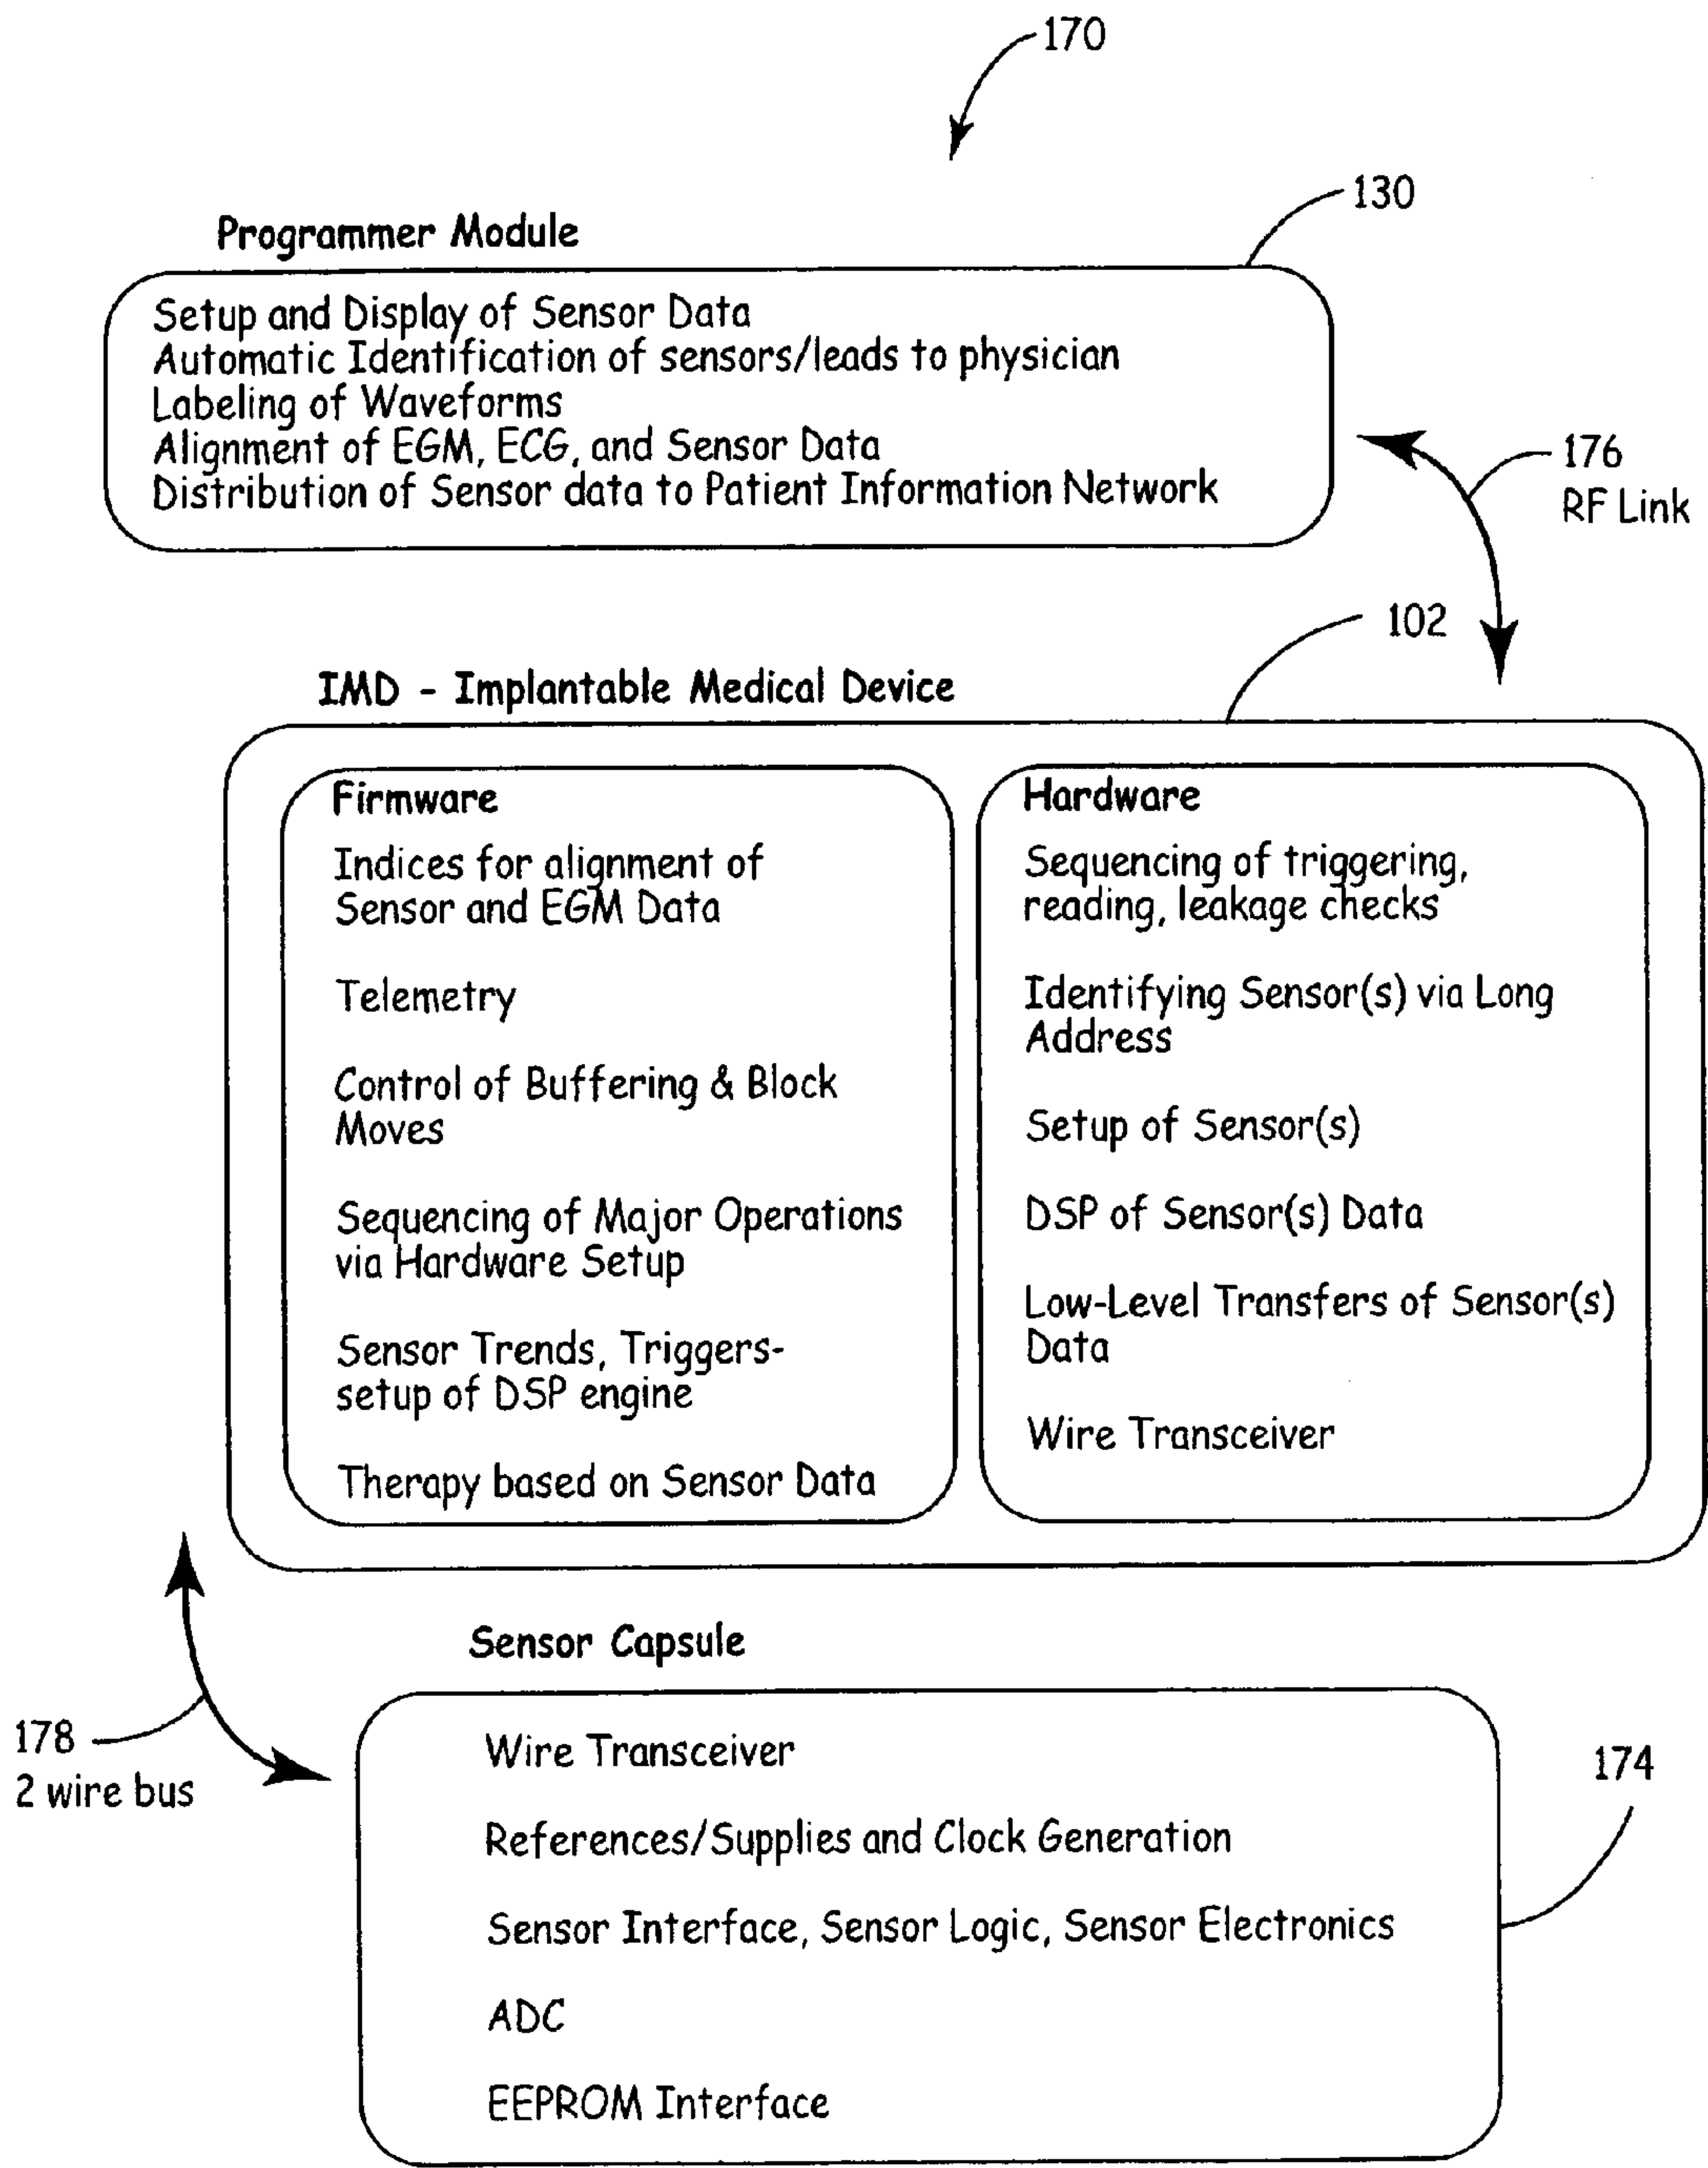 170
130
Programmer Module
Setup and Display of Sensor Data
Automatic Identification of sensors/leads to physician
Labeling of Waveforms
Alignment of EGM, ECG, and Sensor Data
Distribution of Sensor data to Patient Information Network
176
RF Link
102
IMD - Implantable Medical Device
Firmware
Indices for alignment of
Sensor and EGM Data
Telemetry
Control of Buffering & Block
Moves
Sequencing of Major Operations
via Hardware Setup
Sensor Trends, Triggers-
setup of DSP engine
Therapy based on Sensor Data
Hardware
Sequencing of triggering,
reading, leakage checks
Identifying Sensor(s) via Long
Address
Setup of Sensor(s)
DSP of Sensor(s) Data
Low-Level Transfers of Sensor(s)
Data
Wire Transceiver
178
2 wire bus
Sensor Capsule
Wire Transceiver
References/Supplies and Clock Generation
Sensor Interface, Sensor Logic, Sensor Electronics
ADC
EEPROM Interface
174